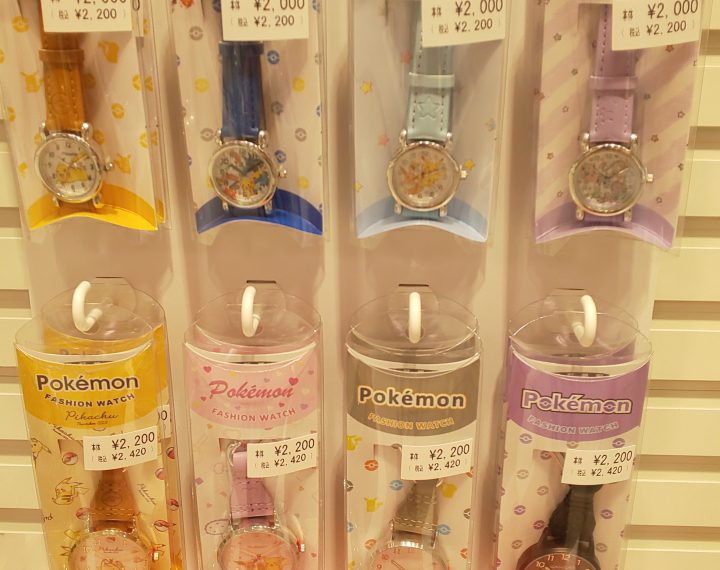 本体 ¥2,000
(税込 ¥2,200)
本体 ¥2,000
(税込 ¥2,200)
本体 ¥2,000
(税込 ¥2,200)
本体 ¥2,000
(税込 ¥2,200)
Pokémon
FASHION WATCH
Pikachu
本体 ¥2,200
(税込 ¥2,420)
Pokémon
FASHION WATCH
本体 ¥2,200
(税込 ¥2,420)
Pokémon
FASHION WATCH
本体 ¥2,200
(税込 ¥2,420)
Pokémon
FASHION WATCH
本体 ¥2,200
(税込 ¥2,420)